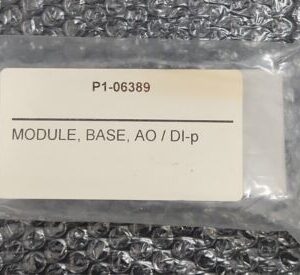 P1-06389
MODULE, BASE, AO / DI-p